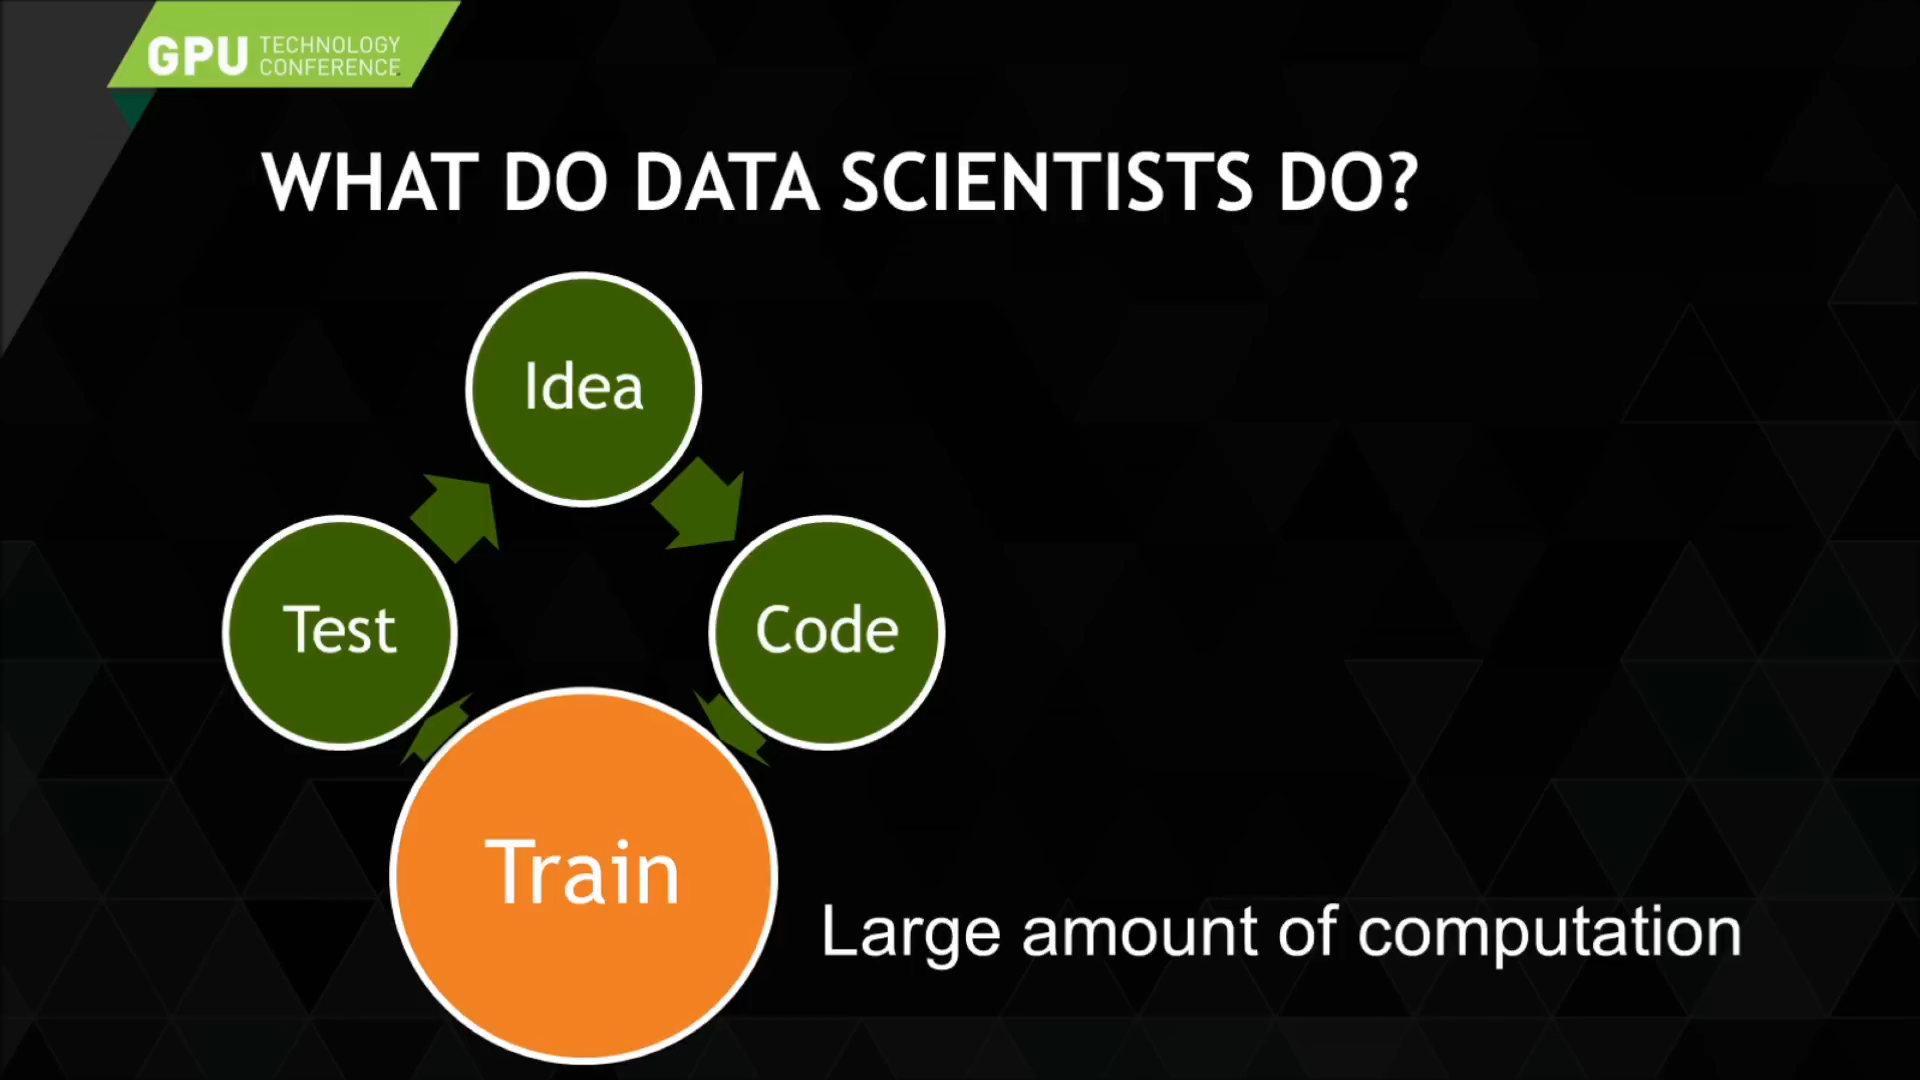 GPU TECHNOLOGY
CONFERENCE
WHAT DO DATA SCIENTISTS DO?
Idea
Test
Code
Train
Large amount of computation